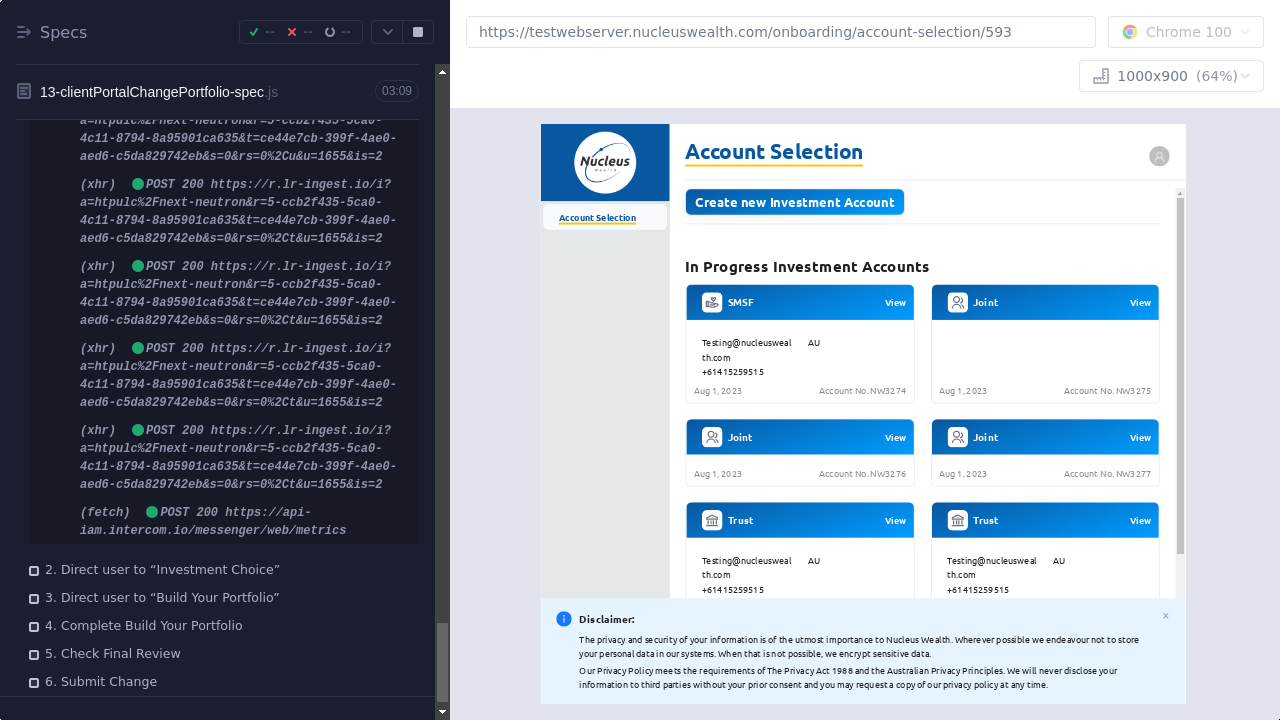 Specs
--
--
--
13-clientPortalChangePortfolio-spec.js
03:09
a=htpulc%2Fnext-neutron&r=5-ccb2f435-5ca0-
4c11-8794-8a95901ca635&t=ce44e7cb-399f-4ae0-
aed6-c5da829742eb&s=0&rs=0%2Cu&u=1655&is=2
(xhr) POST 200 https://r.lr-ingest.io/i?
a=htpulc%2Fnext-neutron&r=5-ccb2f435-5ca0-
4c11-8794-8a95901ca635&t=ce44e7cb-399f-4ae0-
aed6-c5da829742eb&s=0&rs=0%2Ct&u=1655&is=2
(xhr) POST 200 https://r.lr-ingest.io/i?
a=htpulc%2Fnext-neutron&r=5-ccb2f435-5ca0-
4c11-8794-8a95901ca635&t=ce44e7cb-399f-4ae0-
aed6-c5da829742eb&s=0&rs=0%2Ct&u=1655&is=2
(xhr) POST 200 https://r.lr-ingest.io/i?
a=htpulc%2Fnext-neutron&r=5-ccb2f435-5ca0-
4c11-8794-8a95901ca635&t=ce44e7cb-399f-4ae0-
aed6-c5da829742eb&s=0&rs=0%2Ct&u=1655&is=2
(xhr) POST 200 https://r.lr-ingest.io/i?
a=htpulc%2Fnext-neutron&r=5-ccb2f435-5ca0-
4c11-8794-8a95901ca635&t=ce44e7cb-399f-4ae0-
aed6-c5da829742eb&s=0&rs=0%2Ct&u=1655&is=2
(fetch) POST 200 https://api-
iam.intercom.io/messenger/web/metrics
2. Direct user to “Investment Choice”
3. Direct user to “Build Your Portfolio”
4. Complete Build Your Portfolio
5. Check Final Review
6. Submit Change
https://testwebserver.nucleuswealth.com/onboarding/account-selection/593
Chrome 100
1000x900 (64%)
Nucleus
Wealth
Account Selection
Account Selection
Create new Investment Account
In Progress Investment Accounts
SMSF View
Testing@nucleusweal AU
th.com
+61415259515
Aug 1, 2023 Account No. NW3274
Joint View
Aug 1, 2023 Account No. NW3275
Joint View
Aug 1, 2023 Account No. NW3276
Joint View
Aug 1, 2023 Account No. NW3277
Trust View
Testing@nucleusweal AU
th.com
+61415259515
Trust View
Testing@nucleusweal AU
th.com
+61415259515
Disclaimer:
The privacy and security of your information is of the utmost importance to Nucleus Wealth. Wherever possible we endeavour not to store
your personal data in our systems. When that is not possible, we encrypt sensitive data.
Our Privacy Policy meets the requirements of The Privacy Act 1988 and the Australian Privacy Principles. We will never disclose your
information to third parties without your prior consent and you may request a copy of our privacy policy at any time.